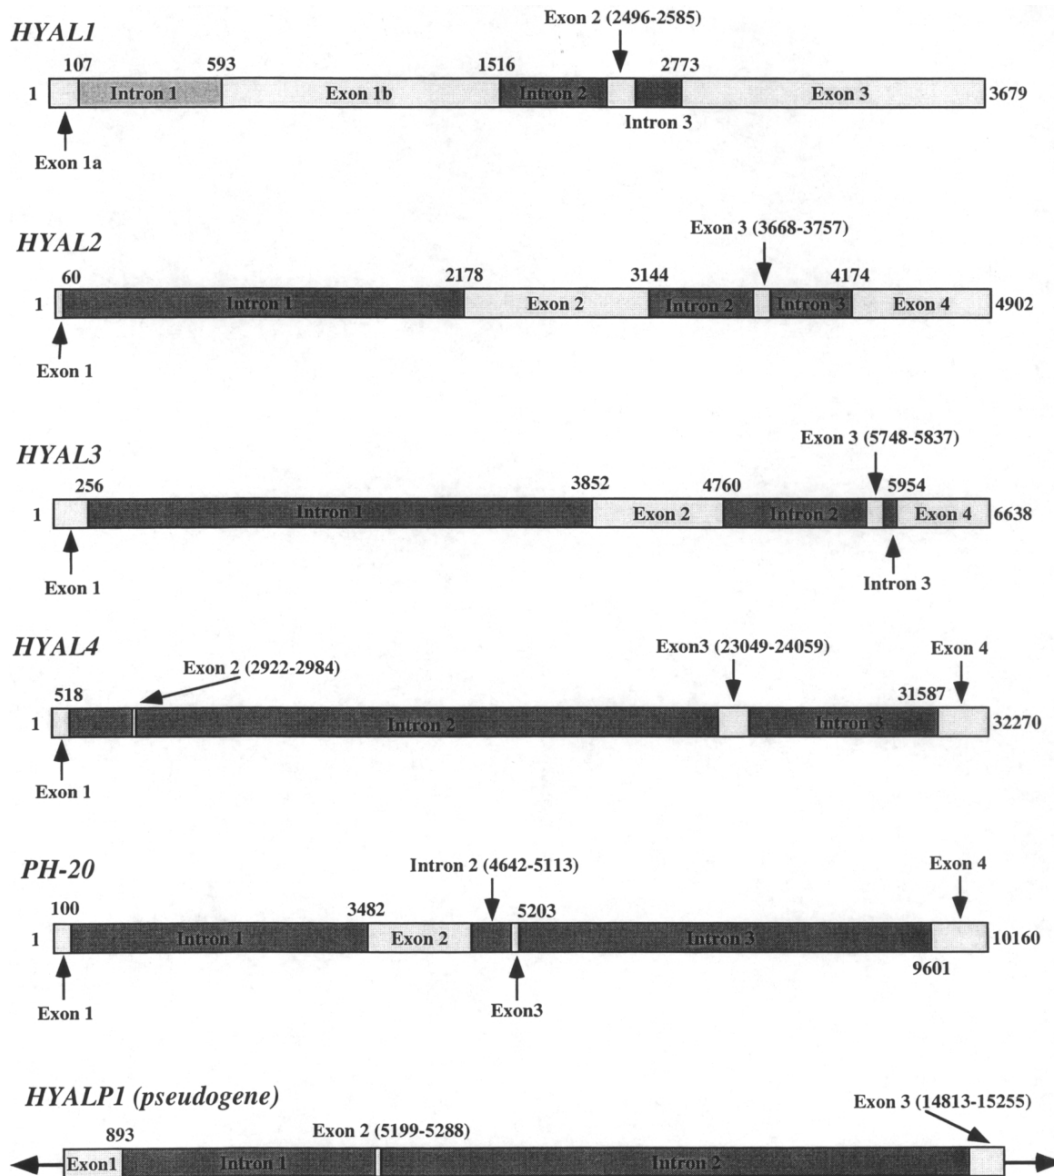 HYAL1
Exon 2 (2496-2585)
107 593 1516 2773
1 Intron 1 Exon 1b Intron 2 Exon 3 3679
Intron 3
Exon 1a
HYAL2
Exon 3 (3668-3757)
60 2178 3144 4174
1 Intron 1 Exon 2 Intron 2 Intron 3 Exon 4 4902
Exon 1
HYAL3
Exon 3 (5748-5837)
256 3852 4760 5954
1 Intron 1 Exon 2 Intron 2 Exon 4 6638
Exon 1 Intron 3
HYAL4
Exon 2 (2922-2984) Exon3 (23049-24059) Exon 4
518 31587
1 Intron 2 Intron 3 32270
Exon 1
PH-20
Intron 2 (4642-5113) Exon 4
100 3482 5203
1 Intron 1 Exon 2 Intron 3 10160
9601
Exon 1 Exon3
HYALP1 (pseudogene)
Exon 3 (14813-15255)
893 Exon 2 (5199-5288)
Exon1 Intron 1 Intron 2